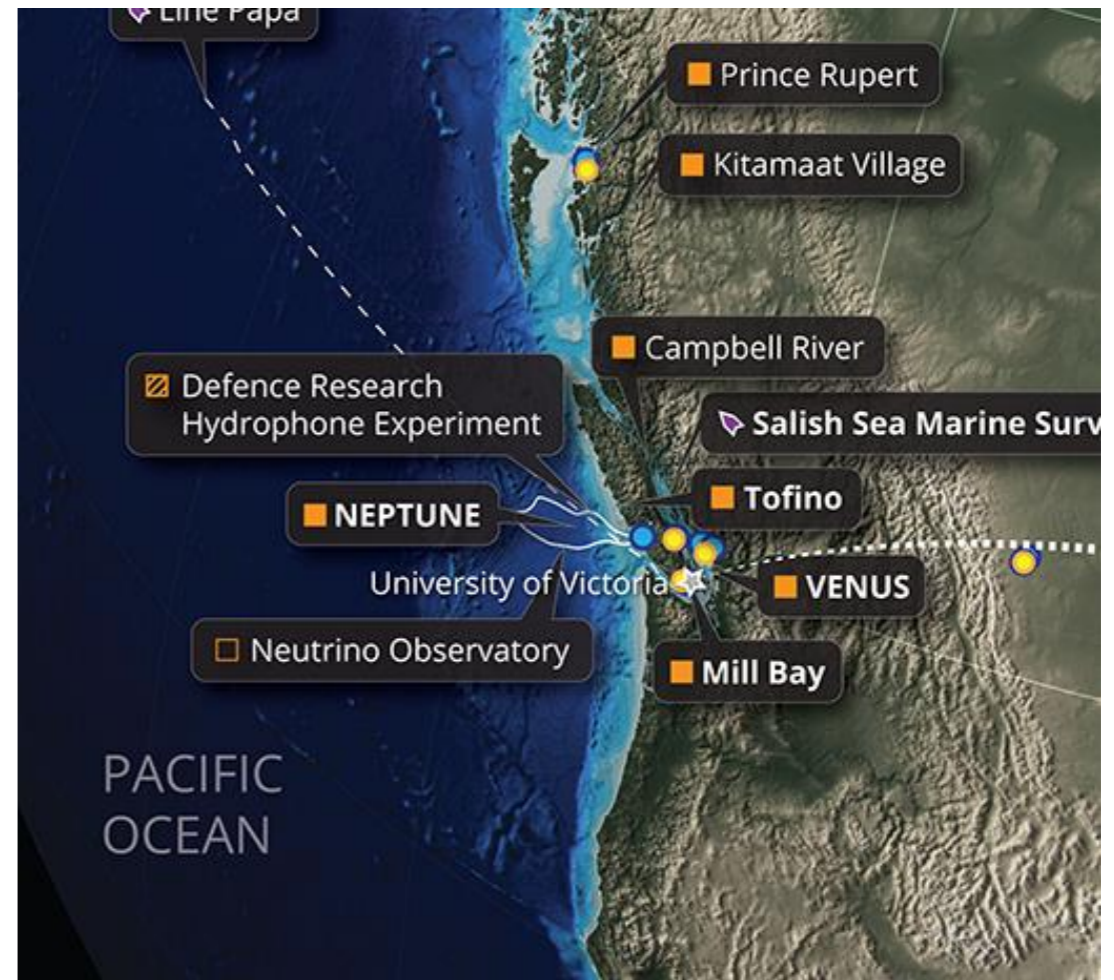 Line Papa
Prince Rupert
Kitamaat Village
Campbell River
Defence Research
Hydrophone Experiment
Salish Sea Marine Surv
Tofino
NEPTUNE
University of Victoria
VENUS
Neutrino Observatory
Mill Bay
PACIFIC
OCEAN